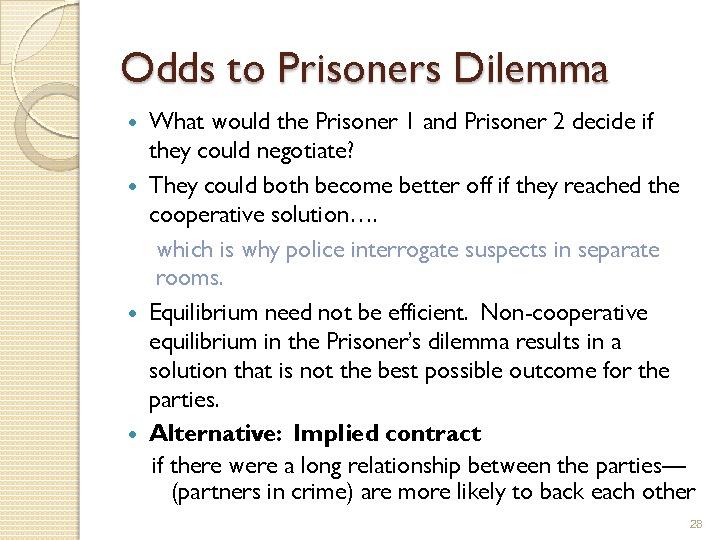 Odds to Prisoners Dilemma
• What would the Prisoner 1 and Prisoner 2 decide if
they could negotiate?
• They could both become better off if they reached the
cooperative solution….
which is why police interrogate suspects in separate
rooms.
• Equilibrium need not be efficient.  Non-cooperative
equilibrium in the Prisoner’s dilemma results in a
solution that is not the best possible outcome for the
parties.
• Alternative:  Implied contract
if there were a long relationship between the parties—
(partners in crime) are more likely to back each other
28